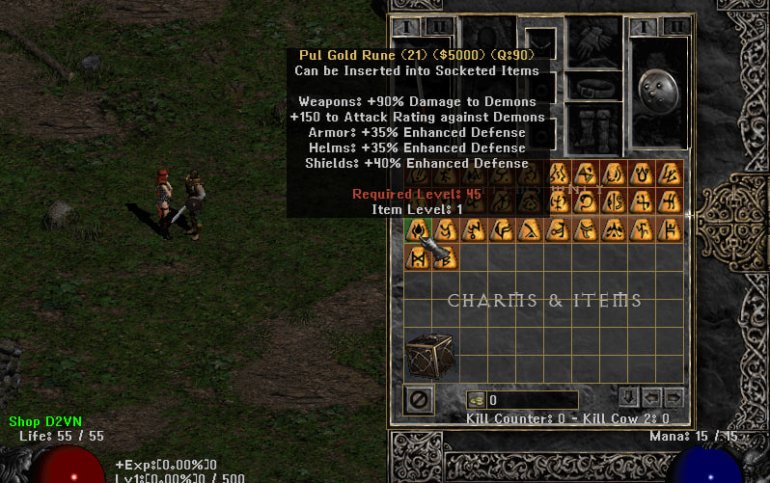 I
II
I
II
Pul Gold Rune (21) ($5000) (Q:90)
Can be Inserted into Socketed Items
Weapons: +90% Damage to Demons
+150 to Attack Rating against Demons
Armor: +35% Enhanced Defense
Helms: +35% Enhanced Defense
Shields: +40% Enhanced Defense
Required Level: 45
Item Level: 1
CHARMS & ITEMS
0
Kill Counter: 0 - Kill Cow 2: 0
Shop D2VN
Life: 55 / 55
Mana: 15 / 15
+Exp:[0.00%]0
Lv1:[0.00%]0 / 500